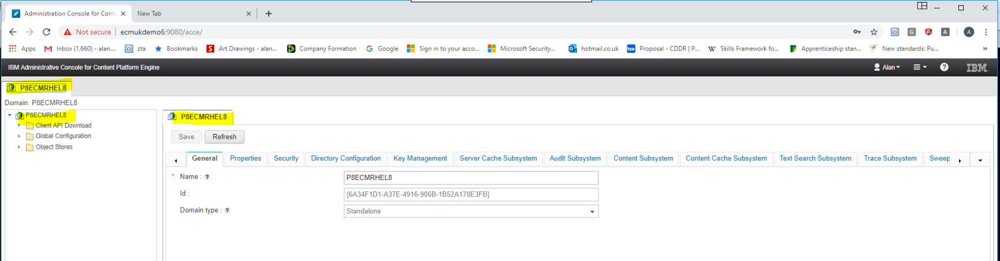 Administration Console for Conte
New Tab
Not secure ecmukdemo6:9080/acce/
Apps Inbox (1,660) - alan.... zta Bookmarks Art Drawings - alan... Company Formation Google Sign in to your acco... Microsoft Security... hotmail.co.uk Proposal - CDDR | P... Skills Framework fo... Apprenticeship stan... New standards: Pu...
IBM Administrative Console for Content Platform Engine Alan IBM
P8ECMRHEL8
Domain: P8ECMRHEL8
P8ECMRHEL8
Client API Download
Global Configuration
Object Stores
P8ECMRHEL8
Save Refresh
General Properties Security Directory Configuration Key Management Server Cache Subsystem Audit Subsystem Content Subsystem Content Cache Subsystem Text Search Subsystem Trace Subsystem Sweep
* Name : ? P8ECMRHEL8
Id : {6A34F1D1-A37E-4916-906B-1B52A170E3FB}
Domain type : ? Standalone